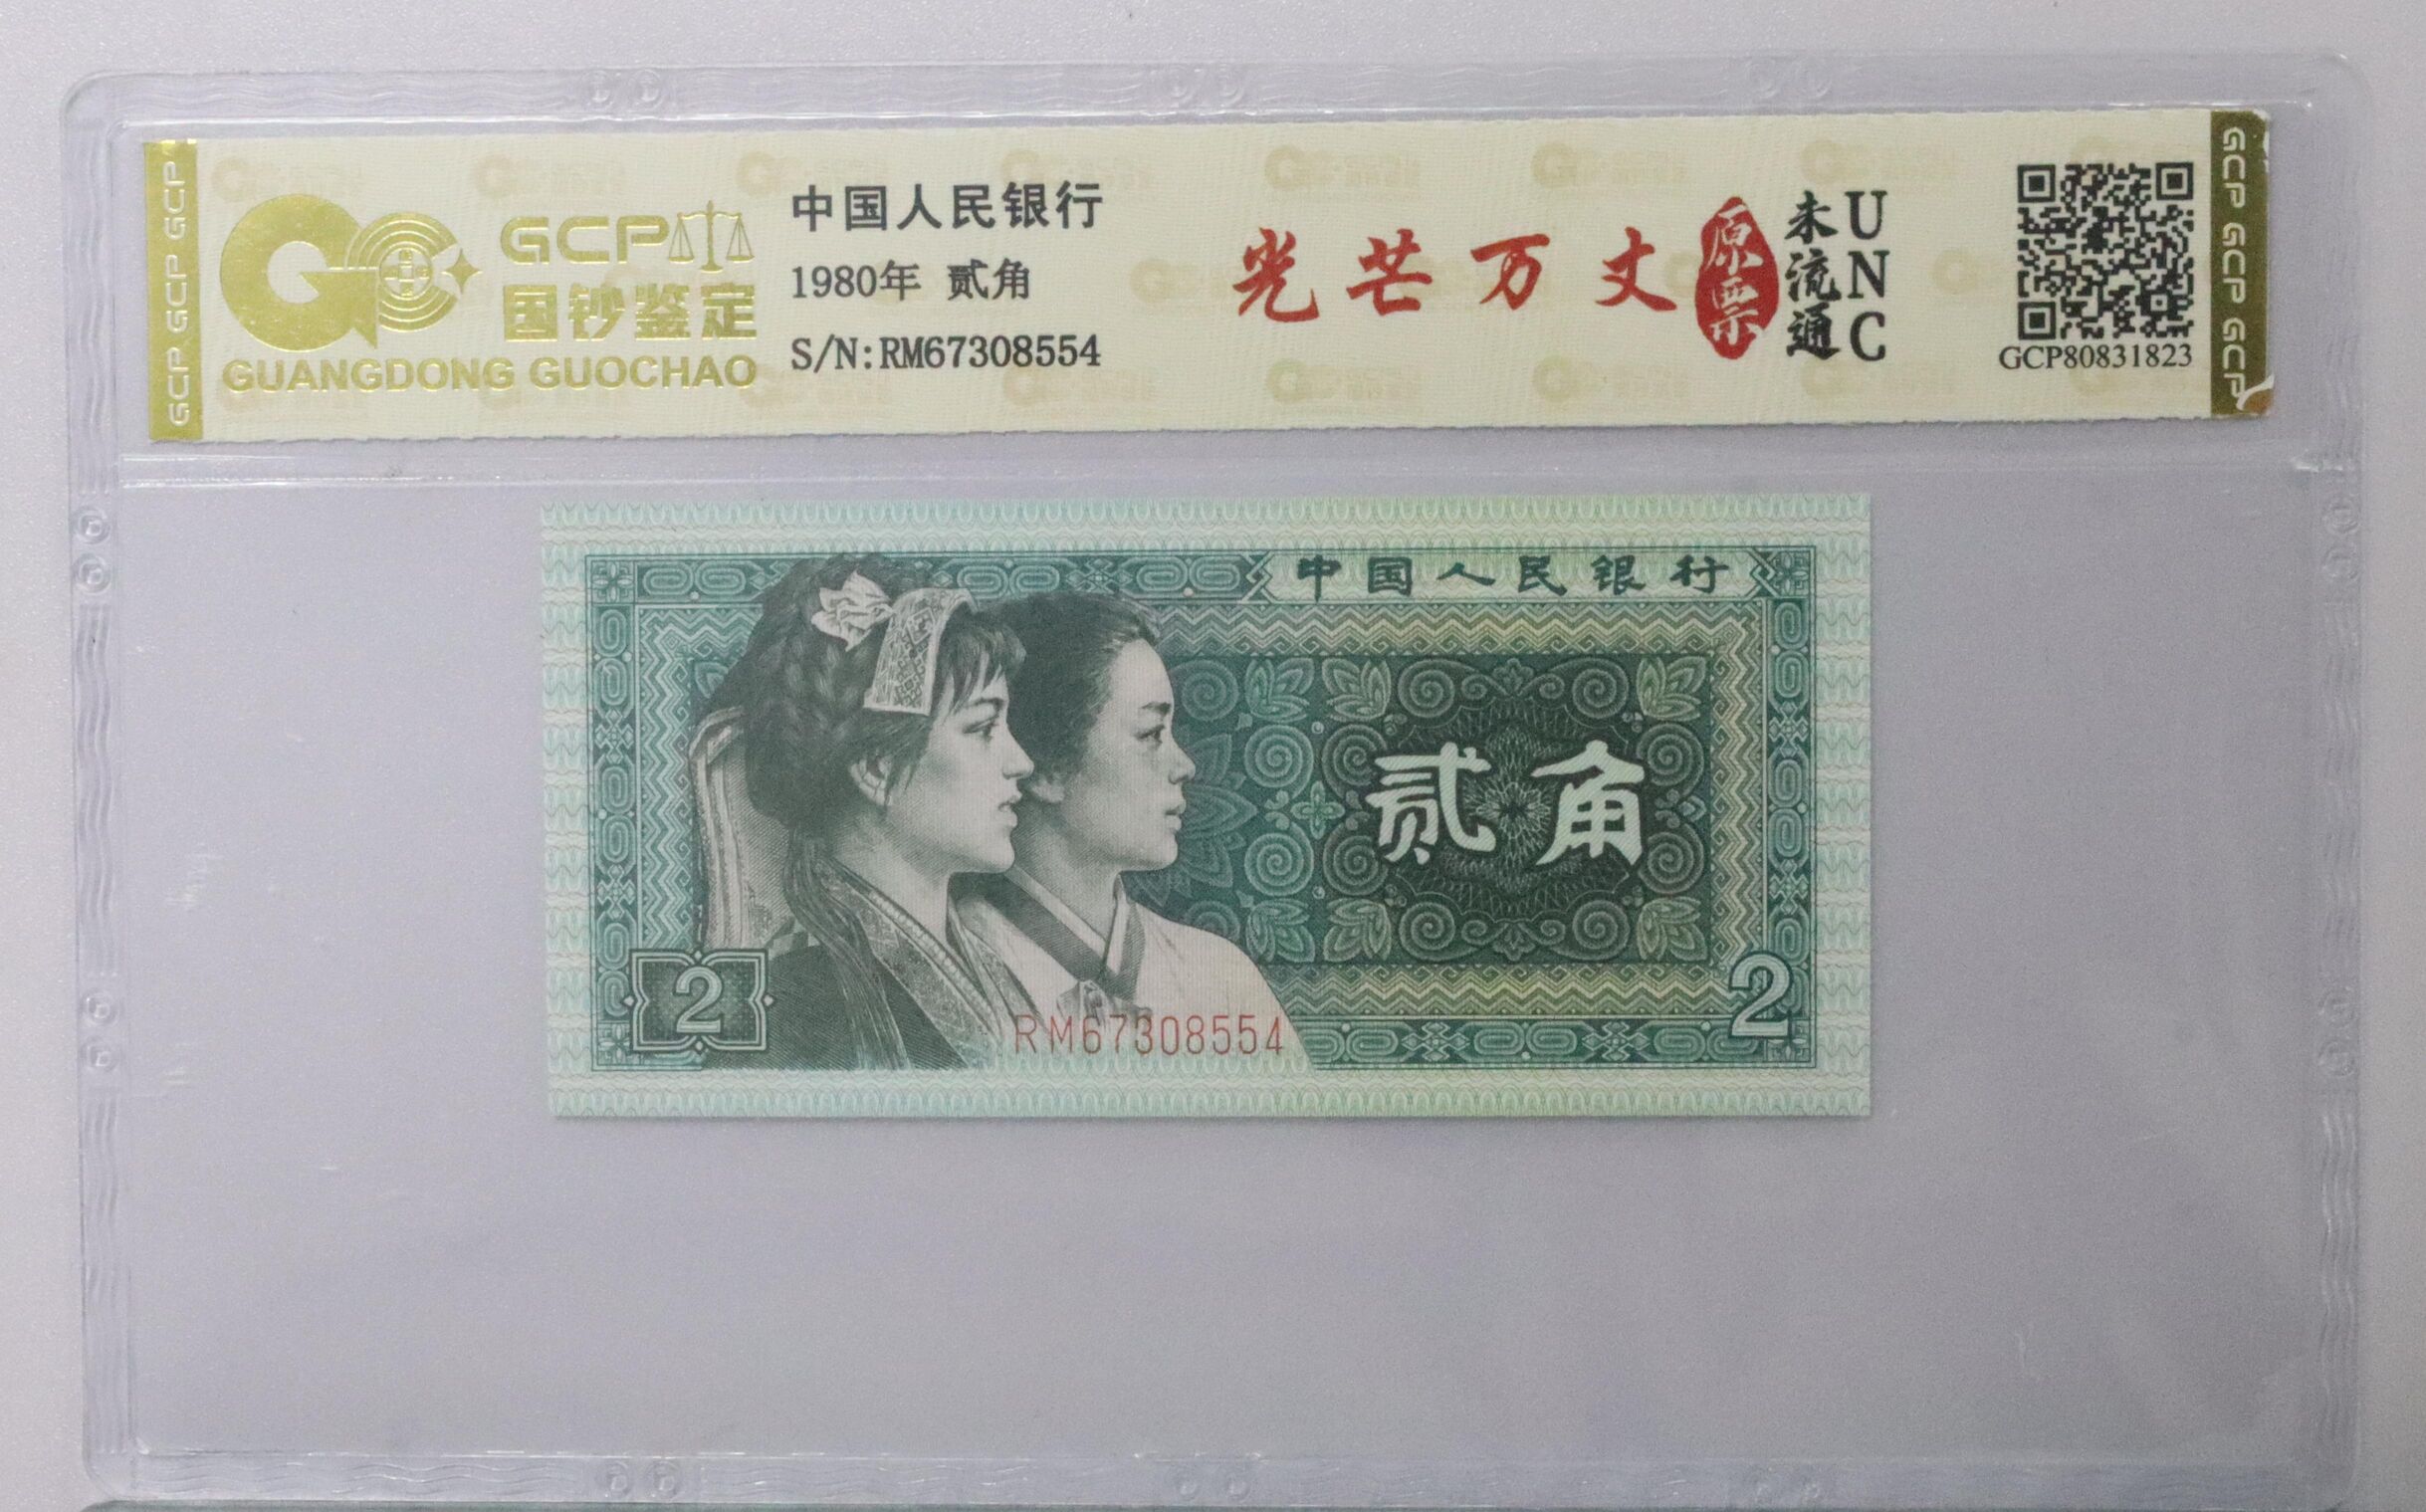 GCP GCP GCP
GCP
国钞鉴定
GUANGDONG GUOCHAO
中国人民银行
1980年 贰角
S/N:RM67308554
光芒万丈
原票
未流通
UNC
GCP80831823
GCP GCP GCP
中国人民银行
贰角
2
RM67308554
2